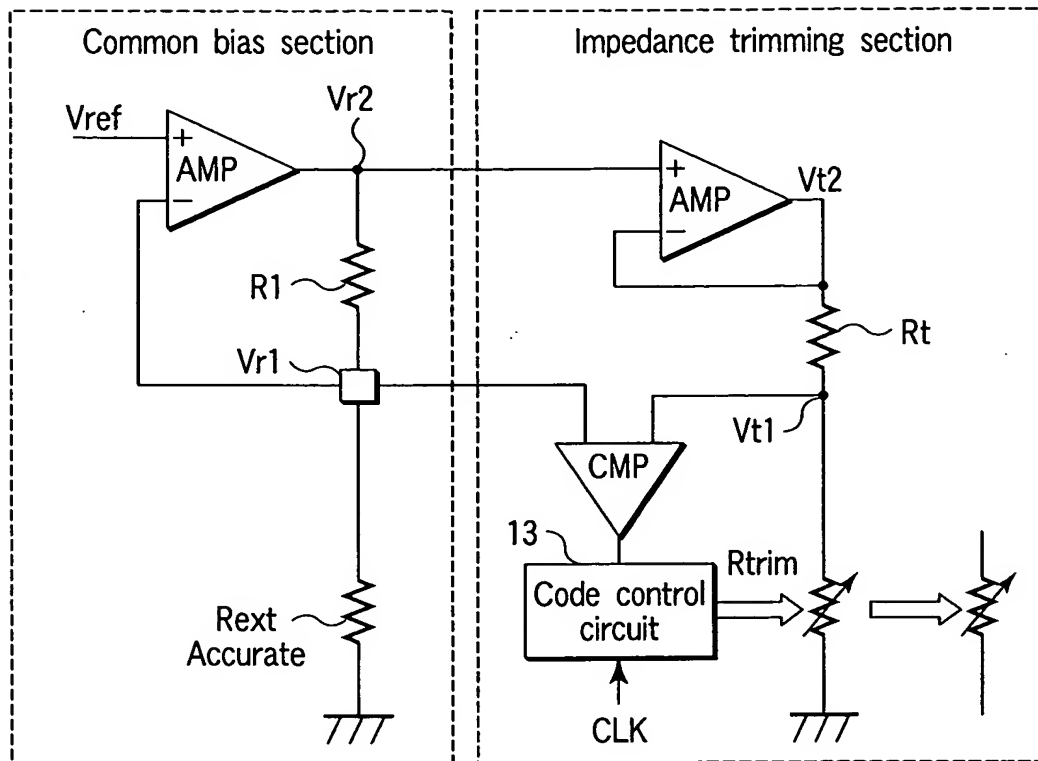 Common bias section
Impedance trimming section
Vref
+
AMP
−
Vr2
+
AMP
−
Vt2
R1
Rt
Vr1
Vt1
CMP
13
Code control
circuit
Rtrim
Rext
Accurate
CLK